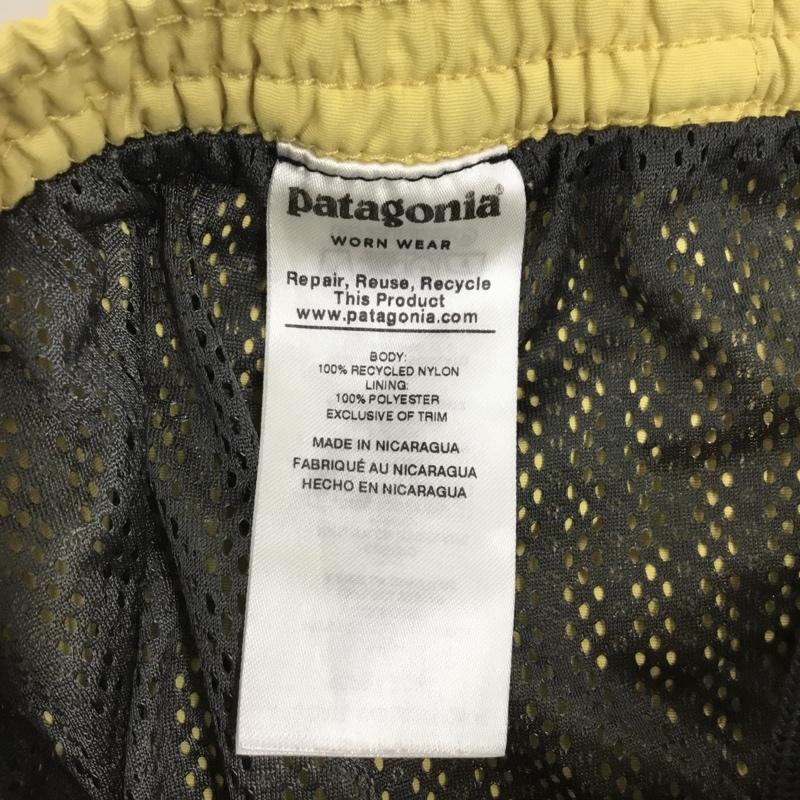 patagonia®
WORN WEAR
Repair, Reuse, Recycle
This Product
www.patagonia.com
BODY:
100% RECYCLED NYLON
LINING:
100% POLYESTER
EXCLUSIVE OF TRIM
MADE IN NICARAGUA
FABRIQUÉ AU NICARAGUA
HECHO EN NICARAGUA